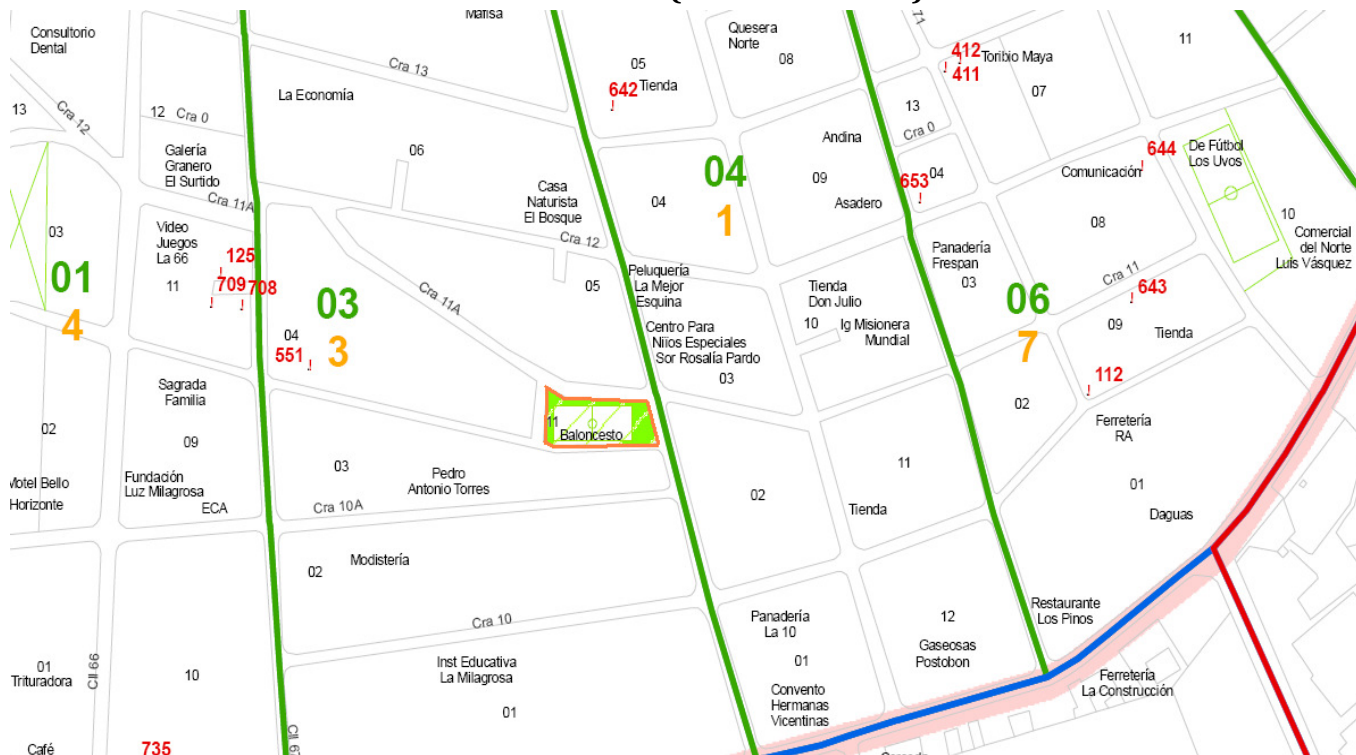 Mafisa
Consultorio
Dental
13
Cra 12
12
Cra 0
Galería
Granero
El Surtido
Cra 11A
La Economía
Cra 13
06
Quesera
Norte
08
05
642
Tienda
412
411
Toribio Maya
11
07
13
Cra 0
04
653
Andina
09
Asadero
04
1
04
Casa
Naturista
El Bosque
Cra 12
05
644
Comunicación
De Fútbol
Los Uvos
08
10
Comercial
del Norte
Luis Vásquez
Cra 11
643
03
01
4
Video
Juegos
La 66
11
125
709
708
03
3
04
551
Cra 11A
Peluquería
La Mejor
Esquina
Centro Para
Niños Especiales
Sor Rosalía Pardo
03
Tienda
Don Julio
10
Ig Misionera
Mundial
Panadería
Frespan
03
06
7
09
Tienda
112
02
Ferretería
RA
01
Daguas
Sagrada
Familia
09
02
Motel Bello
Horizonte
Fundación
Luz Milagrosa
ECA
11
Baloncesto
03
Pedro
Antonio Torres
Cra 10A
02
Modistería
Cra 10
02
11
Tienda
01
Trituradora
Cll 66
10
Café
735
Cll 67
Inst Educativa
La Milagrosa
01
Panadería
La 10
01
Convento
Hermanas
Vicentinas
12
Gaseosas
Postobon
Restaurante
Los Pinos
Ferretería
La Construcción